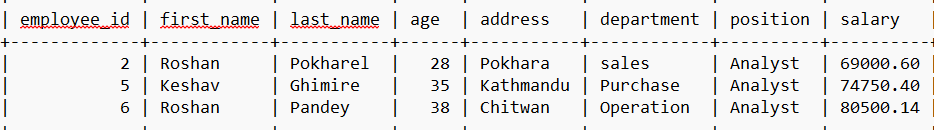 | employee_id | first_name | last_name | age | address | department | position | salary |
| 2 | Roshan | Pokharel | 28 | Pokhara | sales | Analyst | 69000.60 |
| 5 | Keshav | Ghimire | 35 | Kathmandu | Purchase | Analyst | 74750.40 |
| 6 | Roshan | Pandey | 38 | Chitwan | Operation | Analyst | 80500.14 |